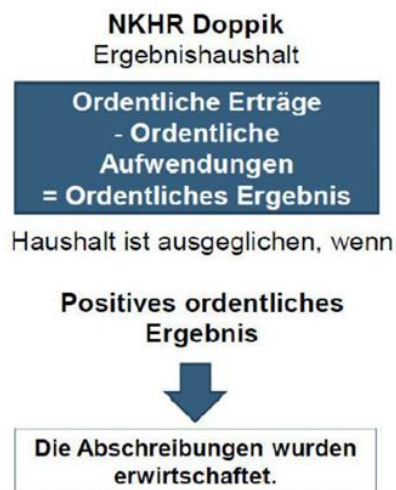 NKHR Doppik
Ergebnishaushalt
Ordentliche Erträge
- Ordentliche
Aufwendungen
= Ordentliches Ergebnis
Haushalt ist ausgeglichen, wenn
Positives ordentliches
Ergebnis
Die Abschreibungen wurden
erwirtschaftet.